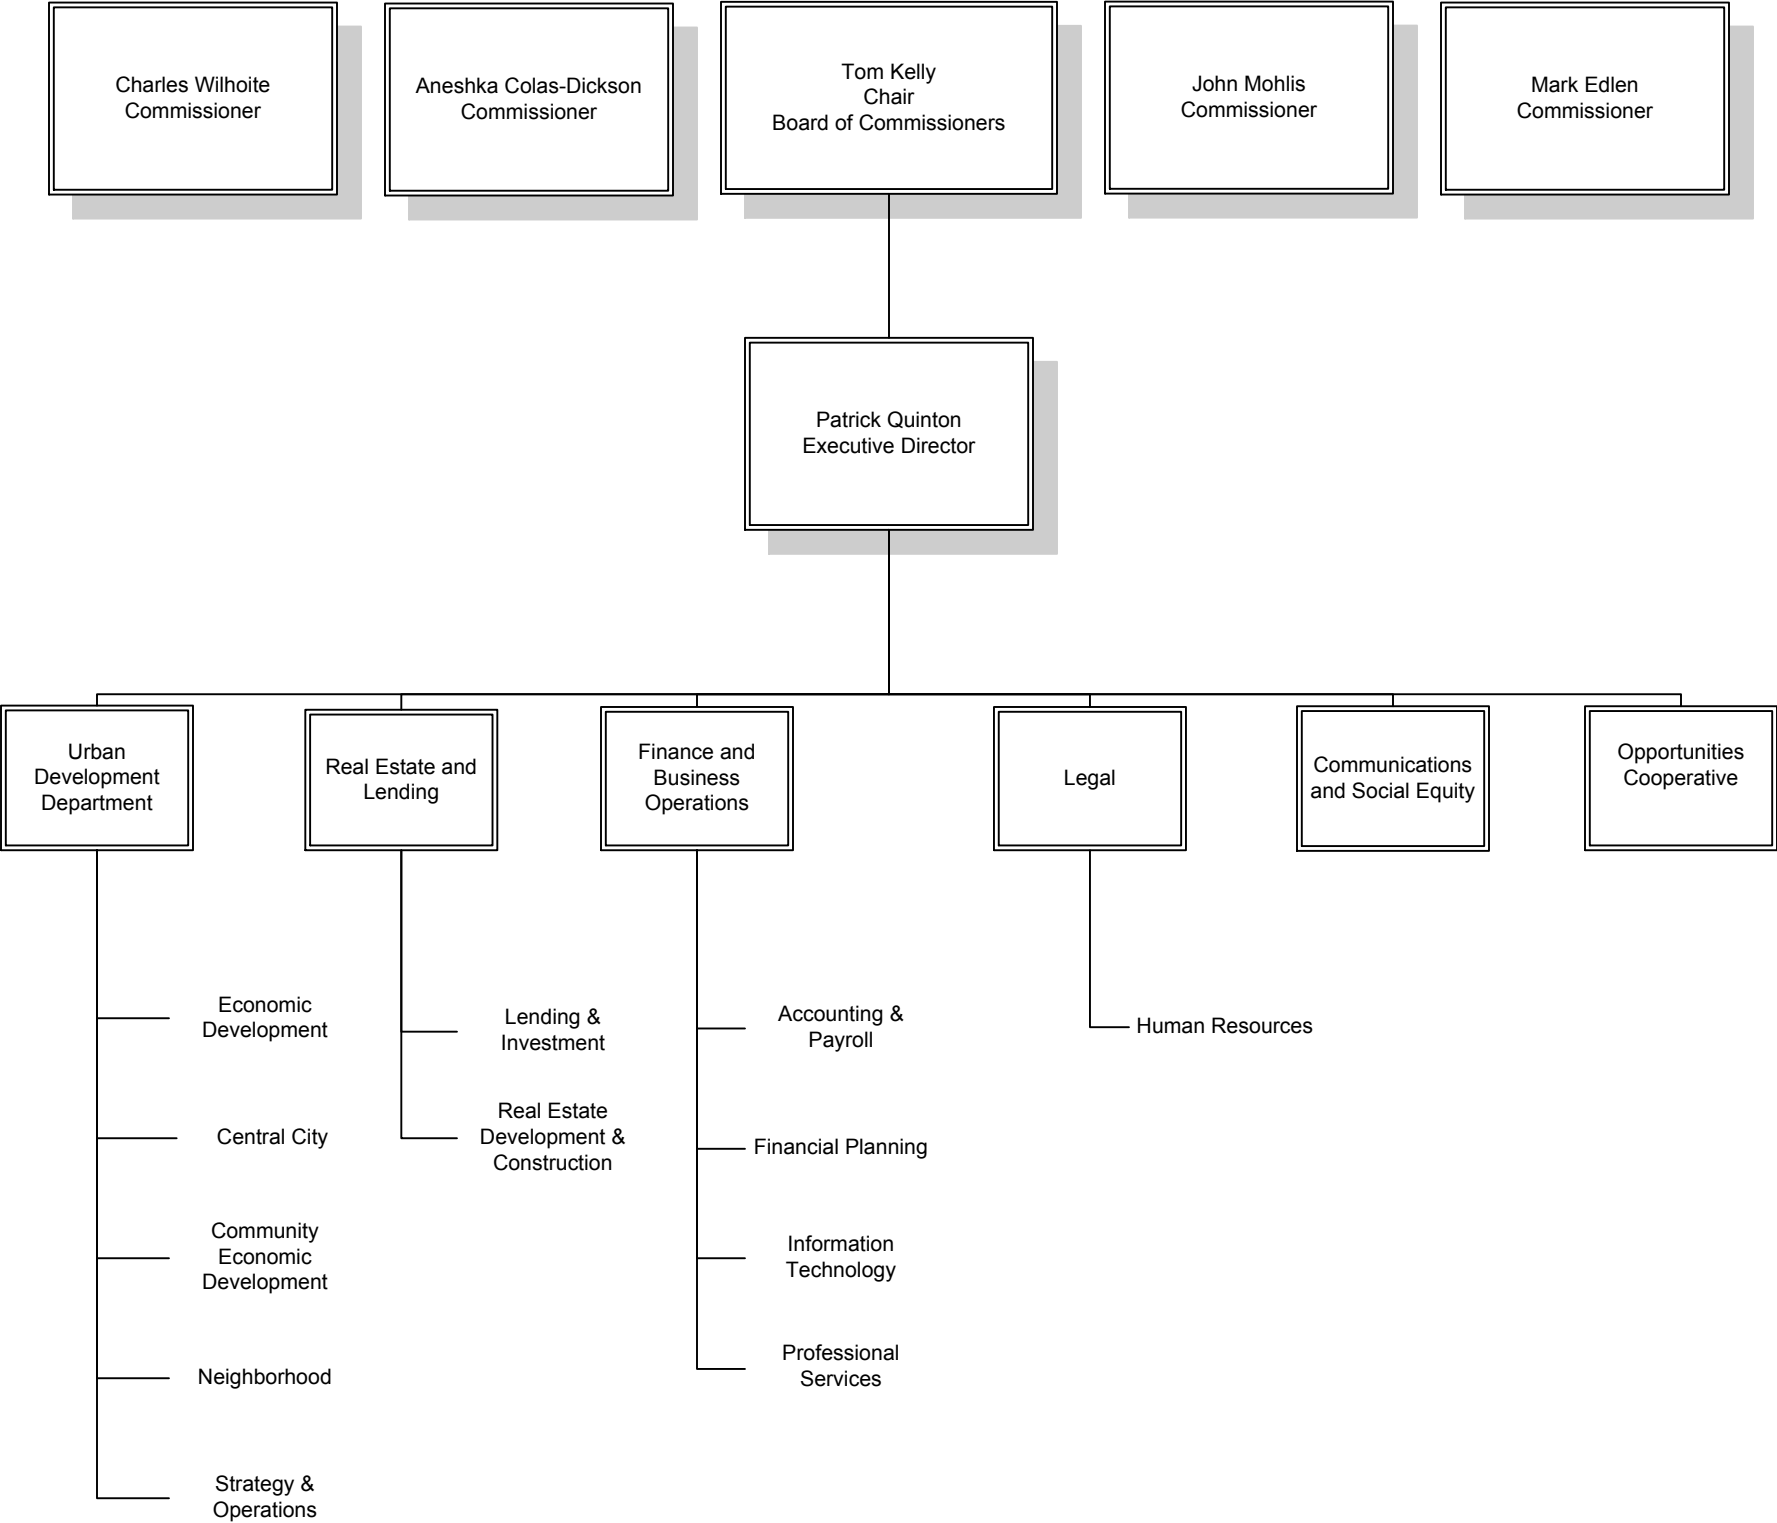 Charles Wilhoite
Commissioner
Aneshka Colas-Dickson
Commissioner
Tom Kelly
Chair
Board of Commissioners
John Mohlis
Commissioner
Mark Edlen
Commissioner
Patrick Quinton
Executive Director
Urban
Development
Department
Real Estate and
Lending
Finance and
Business
Operations
Legal
Communications
and Social Equity
Opportunities
Cooperative
Economic
Development
Central City
Community
Economic
Development
Neighborhood
Strategy &
Operations
Lending &
Investment
Real Estate
Development &
Construction
Accounting &
Payroll
Financial Planning
Information
Technology
Professional
Services
Human Resources